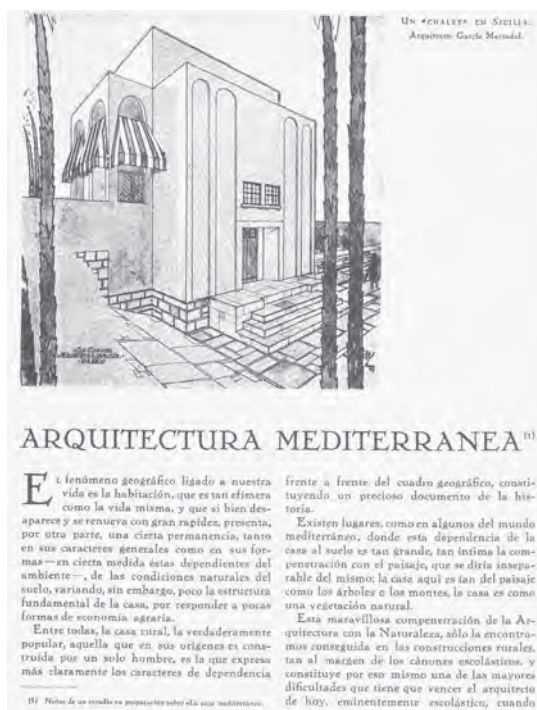 UN «CHALET» EN SICILIA.
Arquitecto García Mercadal.
ARQUITECTURA MEDITERRANEA (1)
EL fenómeno geográfico ligado a nuestra
vida es la habitación, que es tan efímera
como la vida misma, y que si bien des-
aparece y se renueva con gran rapidez, presenta,
por otra parte, una cierta permanencia, tanto
en sus caracteres generales como en sus for-
mas—en cierta medida éstas dependientes del
ambiente—, de las condiciones naturales del
suelo, variando, sin embargo, poco la estructura
fundamental de la casa, por responder a pocas
formas de economía agraria.
Entre todas, la casa rural, la verdaderamente
popular, aquella que en sus orígenes es cons-
truída por un solo hombre, es la que expresa
más claramente los caracteres de dependencia
(1) Notas de un estudio en preparación sobre «La casa mediterránea».
frente a frente del cuadro geográfico, consti-
tuyendo un precioso documento de la his-
toria.
Existen lugares, como en algunos del mundo
mediterráneo, donde esta dependencia de la
casa al suelo es tan grande, tan íntima la com-
penetración con el paisaje, que se diría insepa-
rable del mismo; la casa aquí es tan del paisaje
como los árboles o los montes, la casa es como
una vegetación natural.
Esta maravillosa compenetración de la Ar-
quitectura con la Naturaleza, sólo la encontra-
mos conseguida en las construcciones rurales,
tan al margen de los cánones escolásticos, y
constituye por eso mismo una de las mayores
dificultades que tiene que vencer el arquitecto
de hoy, eminentemente escolástico, cuando